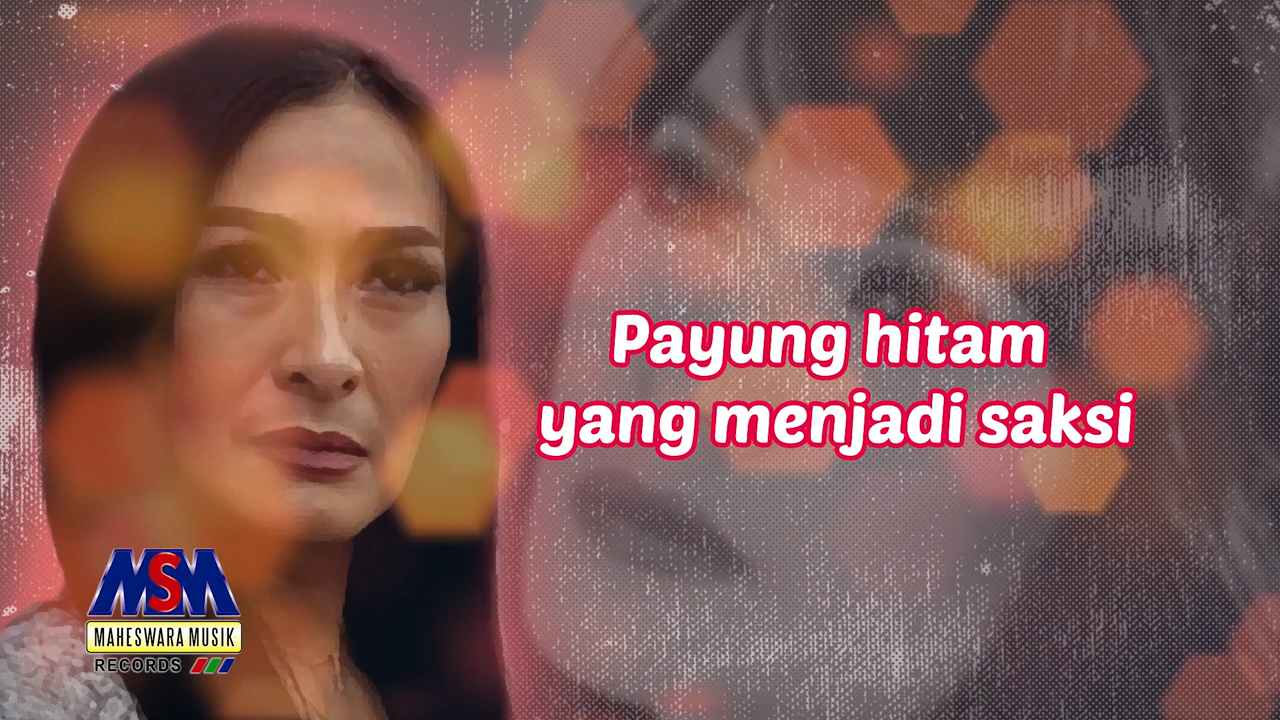 Payung hitam
yang menjadi saksi
MSM
MAHESWARA MUSIK
RECORDS